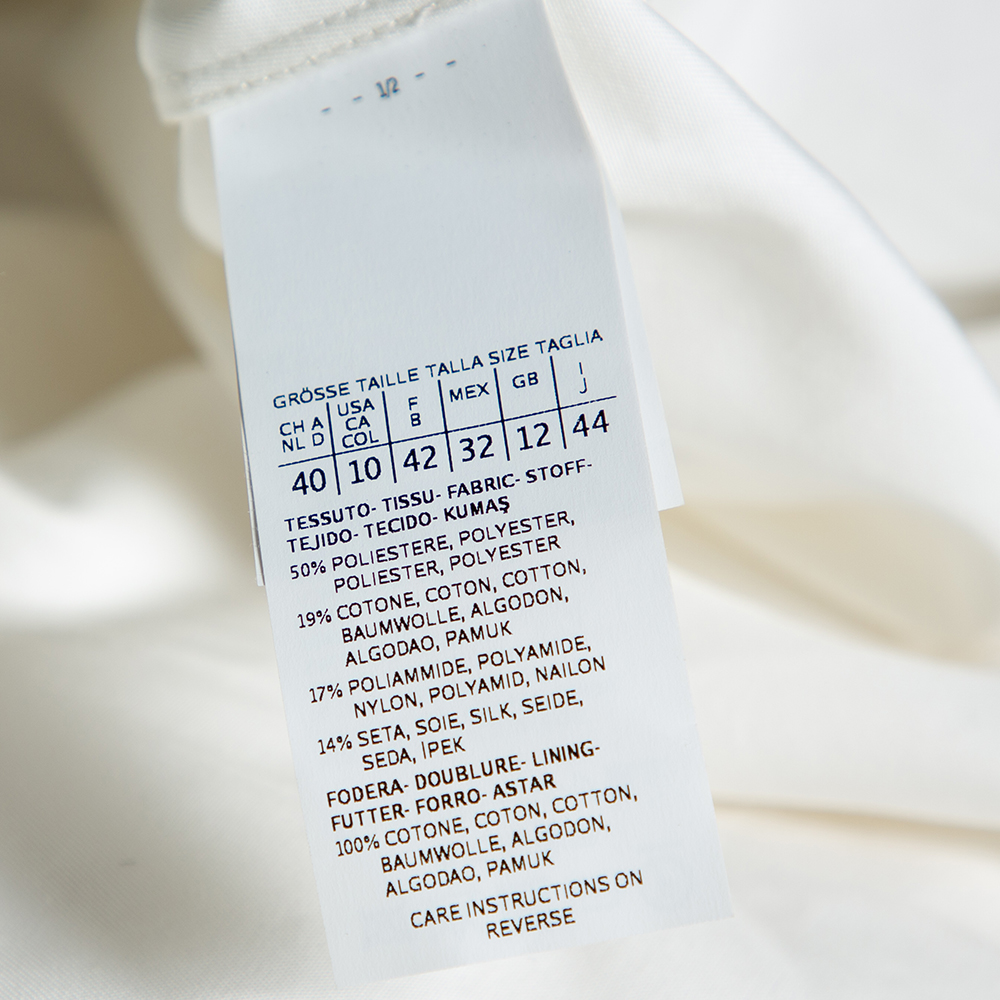 - - 1/2 - -
GRÖSSE TAILLE TALLA SIZE TAGLIA
CH A NL D | USA CA COL | F B | MEX | GB | I J
40 | 10 | 42 | 32 | 12 | 44
TESSUTO- TISSU- FABRIC- STOFF-
TEJIDO- TECIDO- KUMAŞ
50% POLIESTERE, POLYESTER,
POLIESTER, POLYESTER
19% COTONE, COTON, COTTON,
BAUMWOLLE, ALGODON,
ALGODAO, PAMUK
17% POLIAMMIDE, POLYAMIDE,
NYLON, POLYAMID, NAILON
14% SETA, SOIE, SILK, SEIDE,
SEDA, İPEK
FODERA- DOUBLURE- LINING-
FUTTER- FORRO- ASTAR
100% COTONE, COTON, COTTON,
BAUMWOLLE, ALGODON,
ALGODAO, PAMUK
CARE INSTRUCTIONS ON
REVERSE